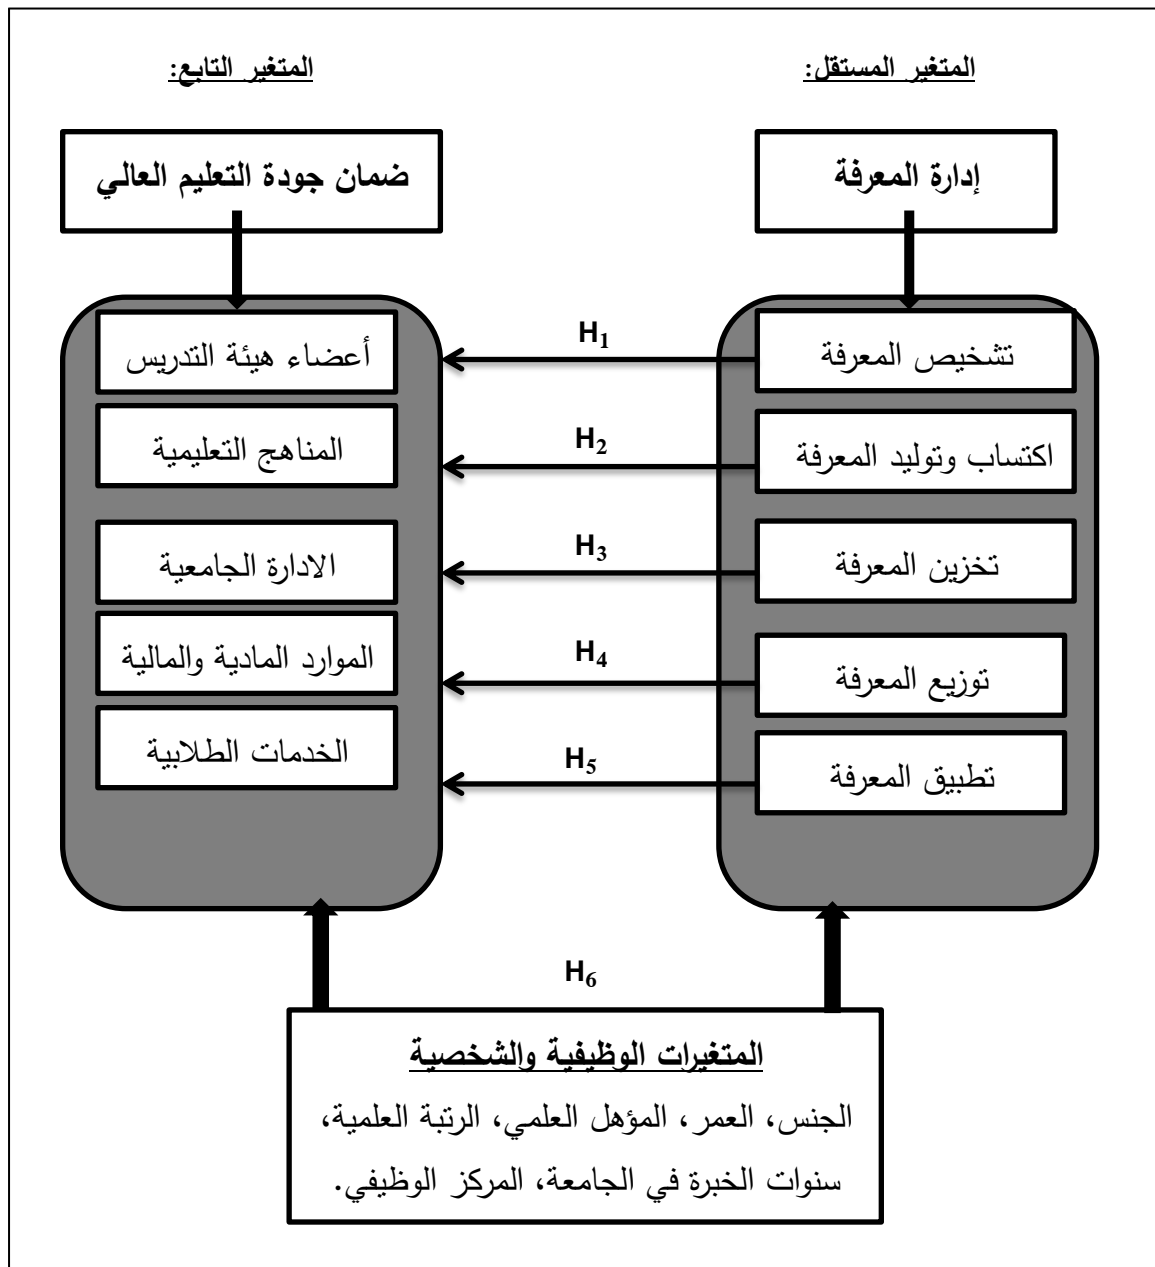 المتغير المستقل:
المتغير التابع:
إدارة المعرفة
ضمان جودة التعليم العالي
تشخيص المعرفة
H1
أعضاء هيئة التدريس
اكتساب وتوليد المعرفة
H2
المناهج التعليمية
تخزين المعرفة
H3
الادارة الجامعية
توزيع المعرفة
H4
الموارد المادية والمالية
تطبيق المعرفة
H5
الخدمات الطلابية
H6
المتغيرات الوظيفية والشخصية
الجنس، العمر، المؤهل العلمي، الرتبة العلمية،
سنوات الخبرة في الجامعة، المركز الوظيفي.